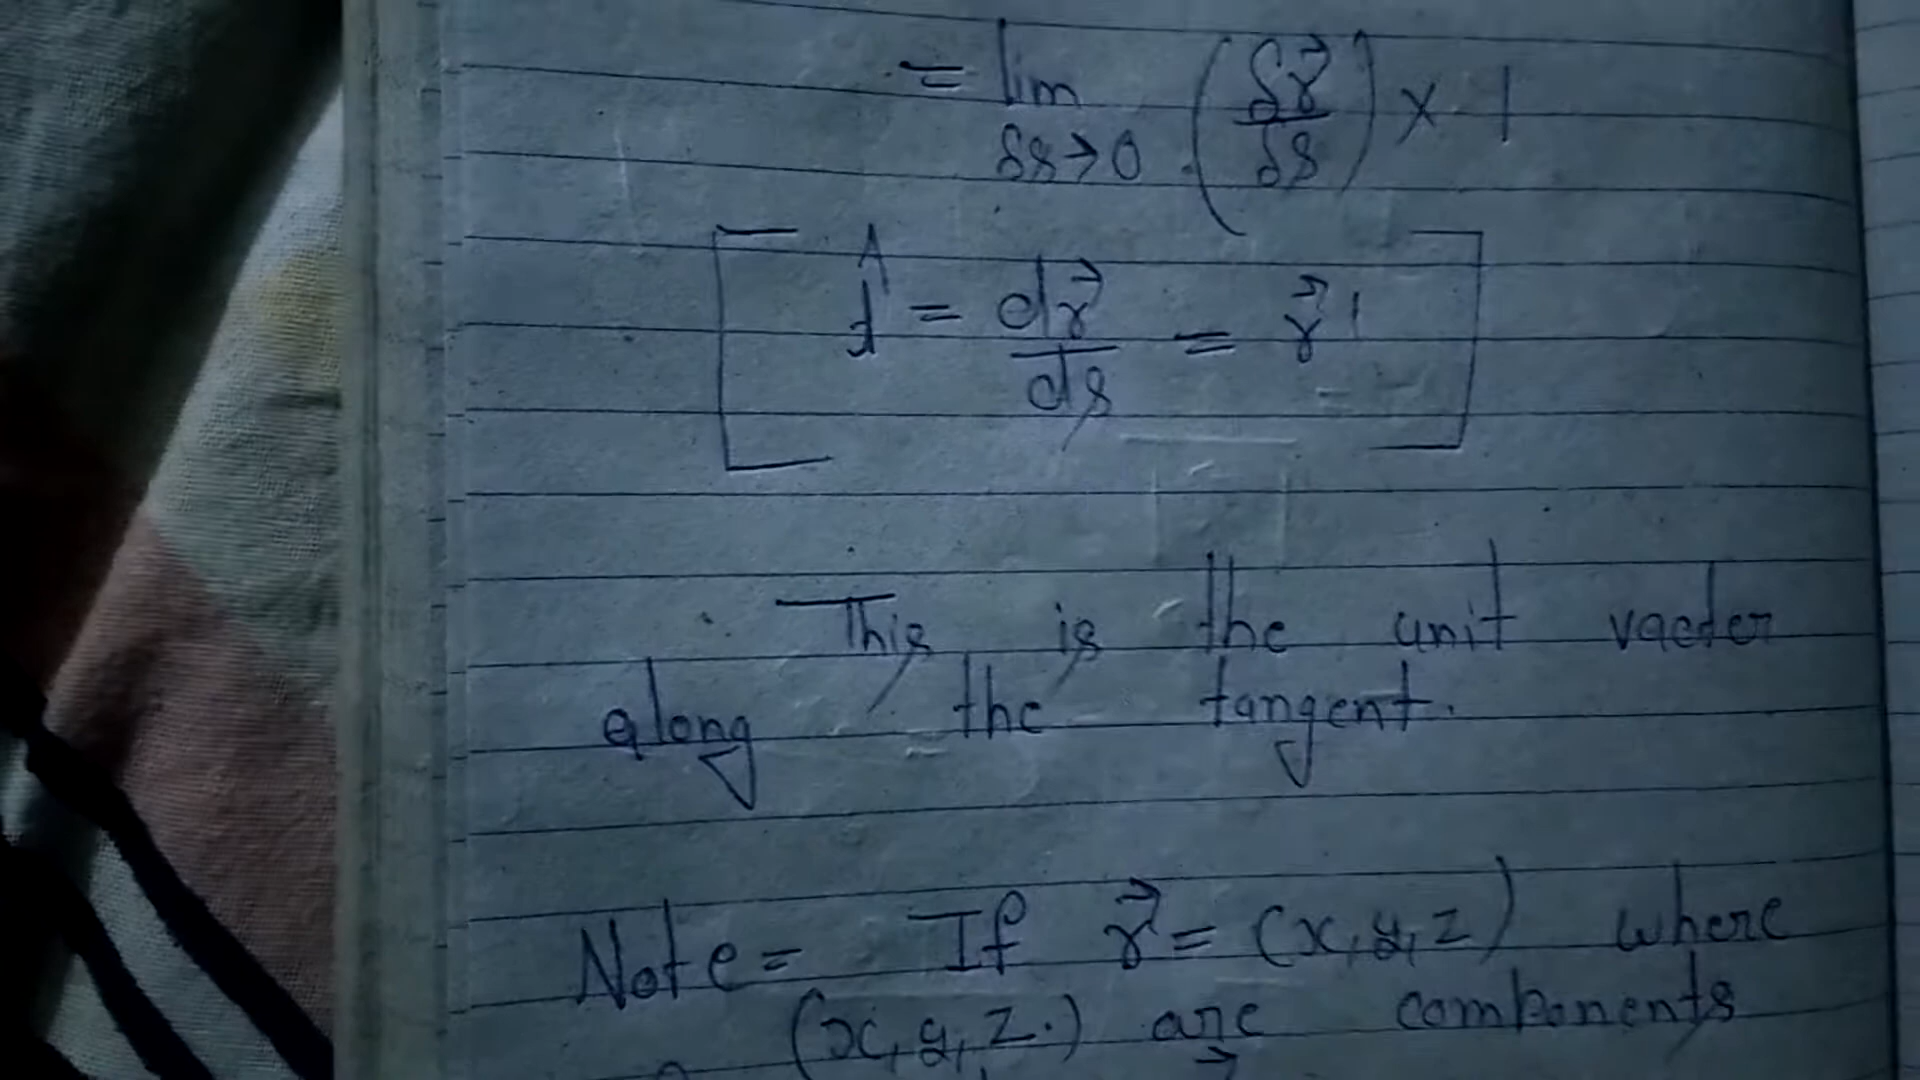 = lim δs→0 (δr⃗/δs) × 1
t̂ = dr⃗/ds = r⃗'
This is the unit vacter
along the tangent.
Note = If r⃗ = (x, y, z) where
(x, y, z.) are components